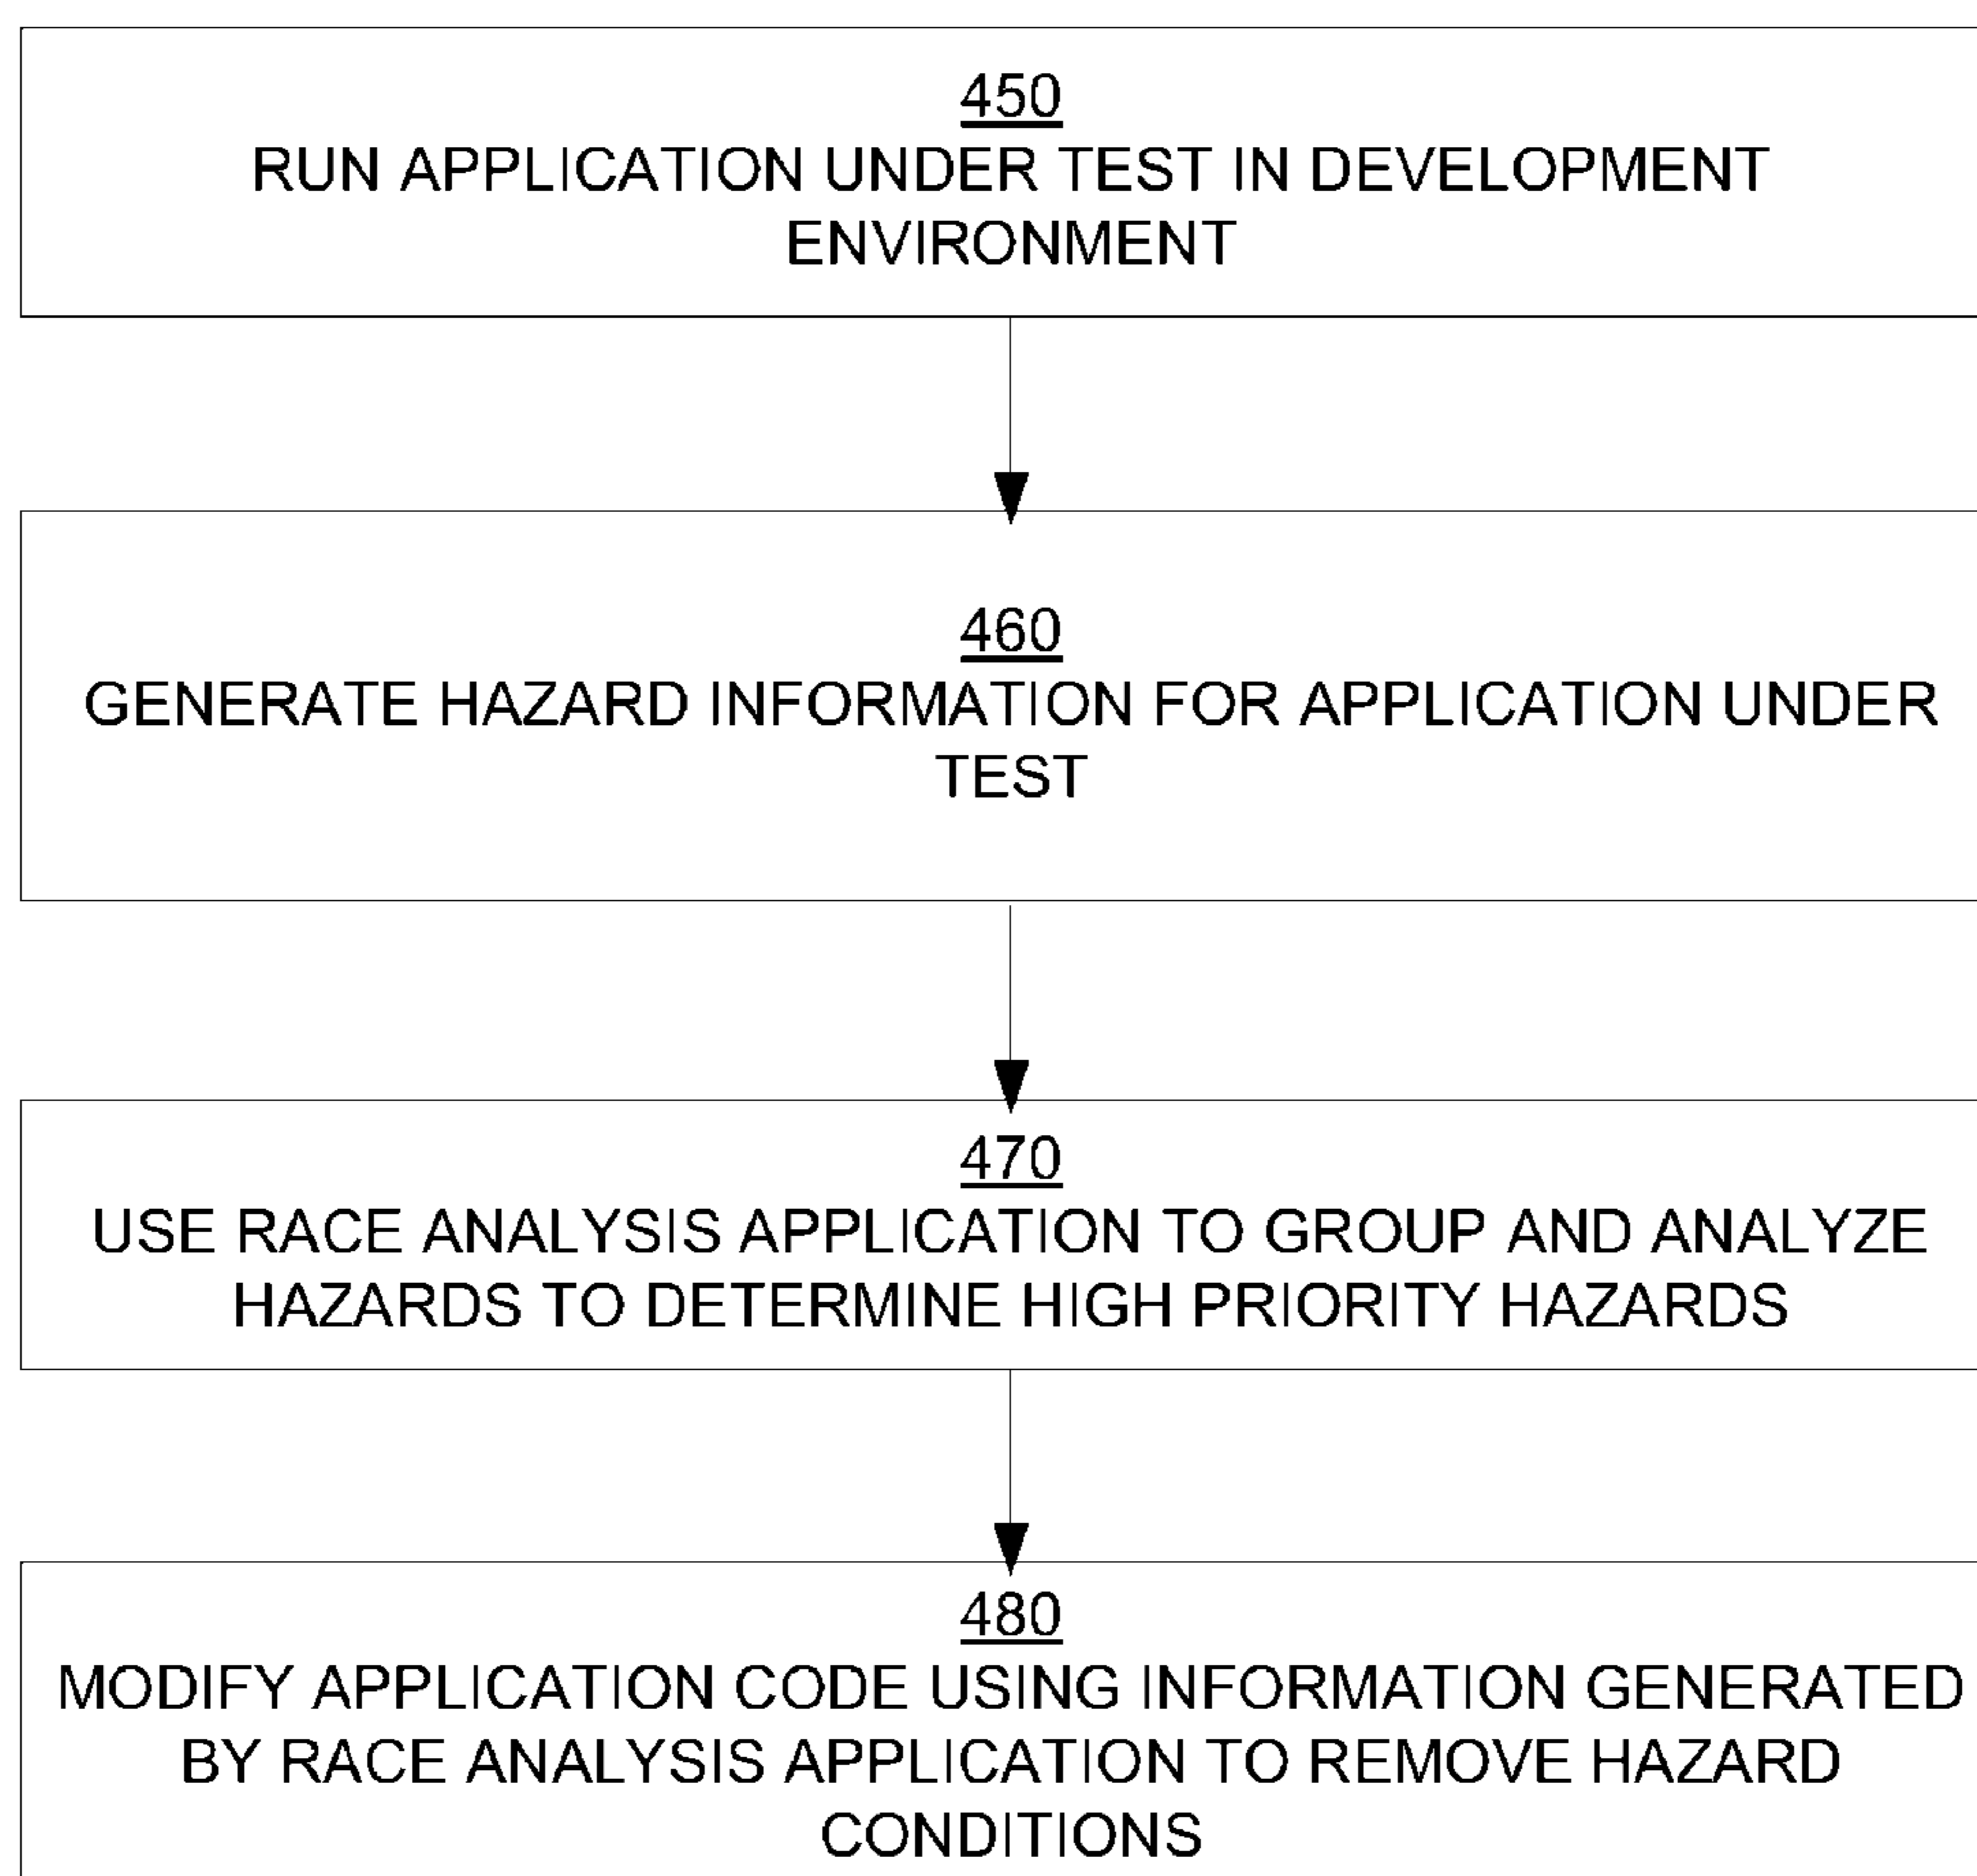 450
RUN APPLICATION UNDER TEST IN DEVELOPMENT
ENVIRONMENT
460
GENERATE HAZARD INFORMATION FOR APPLICATION UNDER
TEST
470
USE RACE ANALYSIS APPLICATION TO GROUP AND ANALYZE
HAZARDS TO DETERMINE HIGH PRIORITY HAZARDS
480
MODIFY APPLICATION CODE USING INFORMATION GENERATED
BY RACE ANALYSIS APPLICATION TO REMOVE HAZARD
CONDITIONS